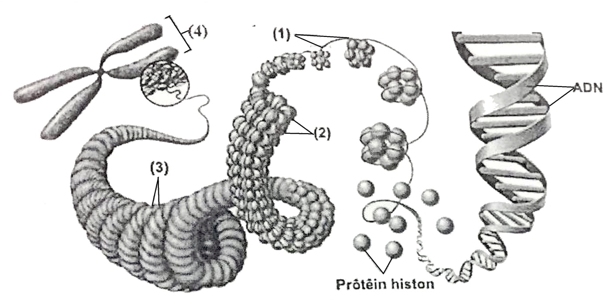 (4)
(1)
ADN
(2)
(3)
Prôtêin histon